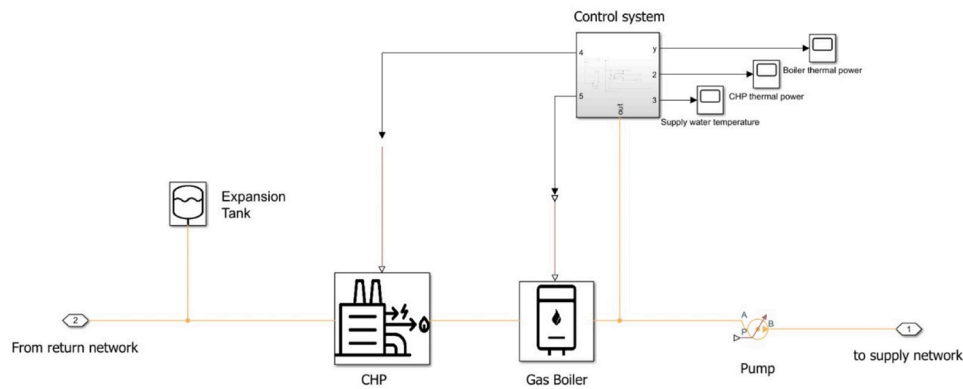 Control system
4
y
Boiler thermal power
2
CHP thermal power
5
3
out
Supply water temperature
Expansion
Tank
2
A
B
P
1
From return network
to supply network
CHP
Gas Boiler
Pump